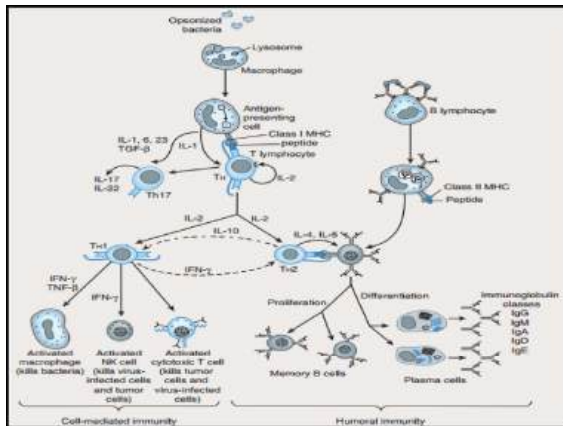 Opsonized
bacteria
Lysosome
Macrophage
Antigen-
presenting
cell
Class I MHC
peptide
T lymphocyte
B lymphocyte
IL-1, 6, 23
TGF-β
IL-1
IL-17
IL-22
Th17
TH
IL-2
Class II MHC
Peptide
IL-2
IL-2
IL-10
IL-4, IL-5
TH1
TH2
IFN-γ
IFN-γ
TNF-β
IFN-γ
Proliferation
Differentiation
Immunoglobulin
classes
IgG
IgM
IgA
IgD
IgE
Activated
macrophage
(kills bacteria)
Activated
NK cell
(kills virus-
infected cells
and tumor
cells)
Activated
cytotoxic T cell
(kills tumor
cells and
virus-infected cells)
Memory B cells
Plasma cells
Cell-mediated immunity
Humoral immunity